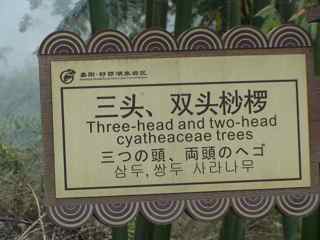 三头、双头桫椤
Three-head and two-head
cyatheaceae trees
三つの頭、両頭のヘゴ
삼두, 쌍두 사라나무